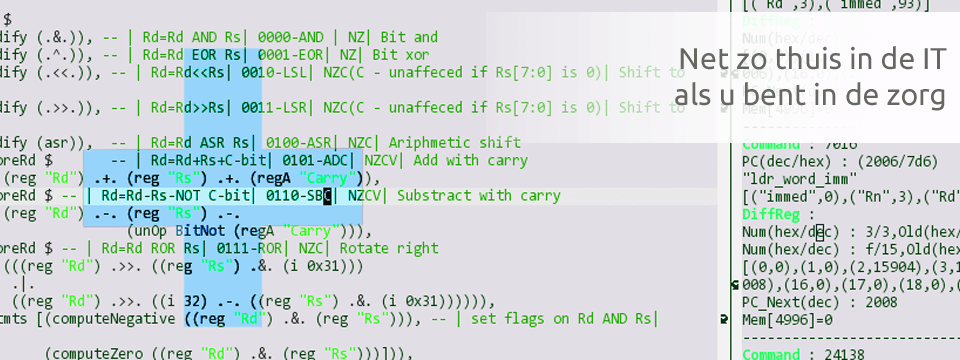 $
dify (.&.)), -- | Rd=Rd AND Rs| 0000-AND | NZ| Bit and
dify (.^.)), -- | Rd=Rd EOR Rs| 0001-EOR | NZ| Bit xor
dify (.<<.)), -- | Rd=Rd<<Rs| 0010-LSL| NZC(C - unaffeced if Rs[7:0] is 0)| Shift to
dify (.>>.)), -- | Rd=Rd>>Rs| 0011-LSR| NZC(C - unaffeced if Rs[7:0] is 0)| Shift to
dify (asr)), -- | Rd=Rd ASR Rs| 0100-ASR| NZC| Ariphmetic shift
oreRd $ -- | Rd=Rd+Rs+C-bit| 0101-ADC| NZCV| Add with carry
(reg "Rd") .+. (reg "Rs") .+. (regA "Carry")),
oreRd $ -- | Rd=Rd-Rs-NOT C-bit| 0110-SBC| NZCV| Substract with carry
(reg "Rd") .-. (reg "Rs") .-.
(unOp BitNot (regA "Carry"))),
oreRd $ -- | Rd=Rd ROR Rs| 0111-ROR| NZC| Rotate right
(((reg "Rd") .>>. ((reg "Rs") .&. (i 0x31)))
.|.
((reg "Rd") .>>. ((i 32) .-. ((reg "Rs") .&. (i 0x31)))))),
tmts [(computeNegative ((reg "Rd") .&. (reg "Rs"))), -- | set flags on Rd AND Rs|
(computeZero ((reg "Rd") .&. (reg "Rs")))]),
Net zo thuis in de IT
als u bent in de zorg
[("Rd",3),("immed",93)]
DiffReg :
Num(hex/dec)
Mem[4996]
Command : 7016
PC(dec/hex) : (2006/7d6)
"ldr_word_imm"
[("immed",0),("Rn",3),("Rd"
DiffReg :
Num(hex/dec) : 3/3,Old(hex
Num(hex/dec) : f/15,Old(he
[(0,0),(1,0),(2,15904),(3,1
008),(16,0),(17,0),(18,0),(
PC_Next(dec) : 2008
Mem[4996]=0
Command : 24138